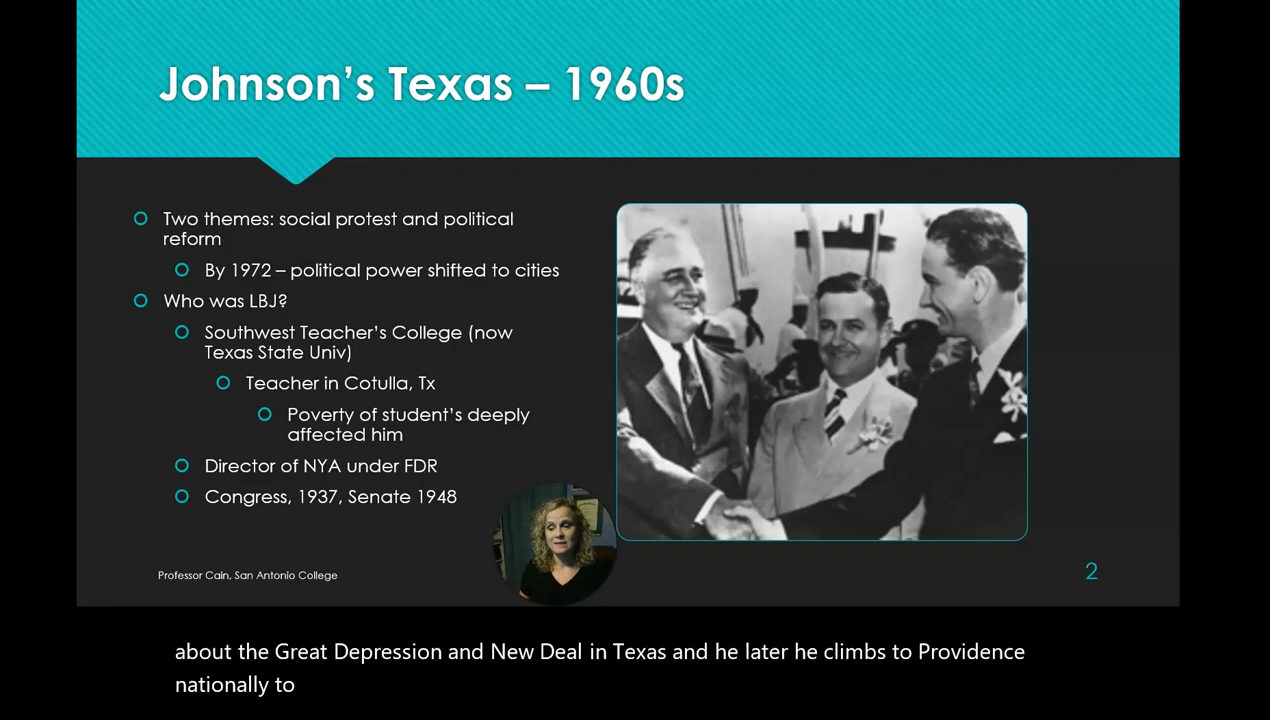 Johnson's Texas – 1960s
Two themes: social protest and political
reform
By 1972 – political power shifted to cities
Who was LBJ?
Southwest Teacher's College (now
Texas State Univ)
Teacher in Cotulla, Tx
Poverty of student's deeply
affected him
Director of NYA under FDR
Congress, 1937, Senate 1948
Professor Cain, San Antonio College
2
about the Great Depression and New Deal in Texas and he later he climbs to Providence
nationally to